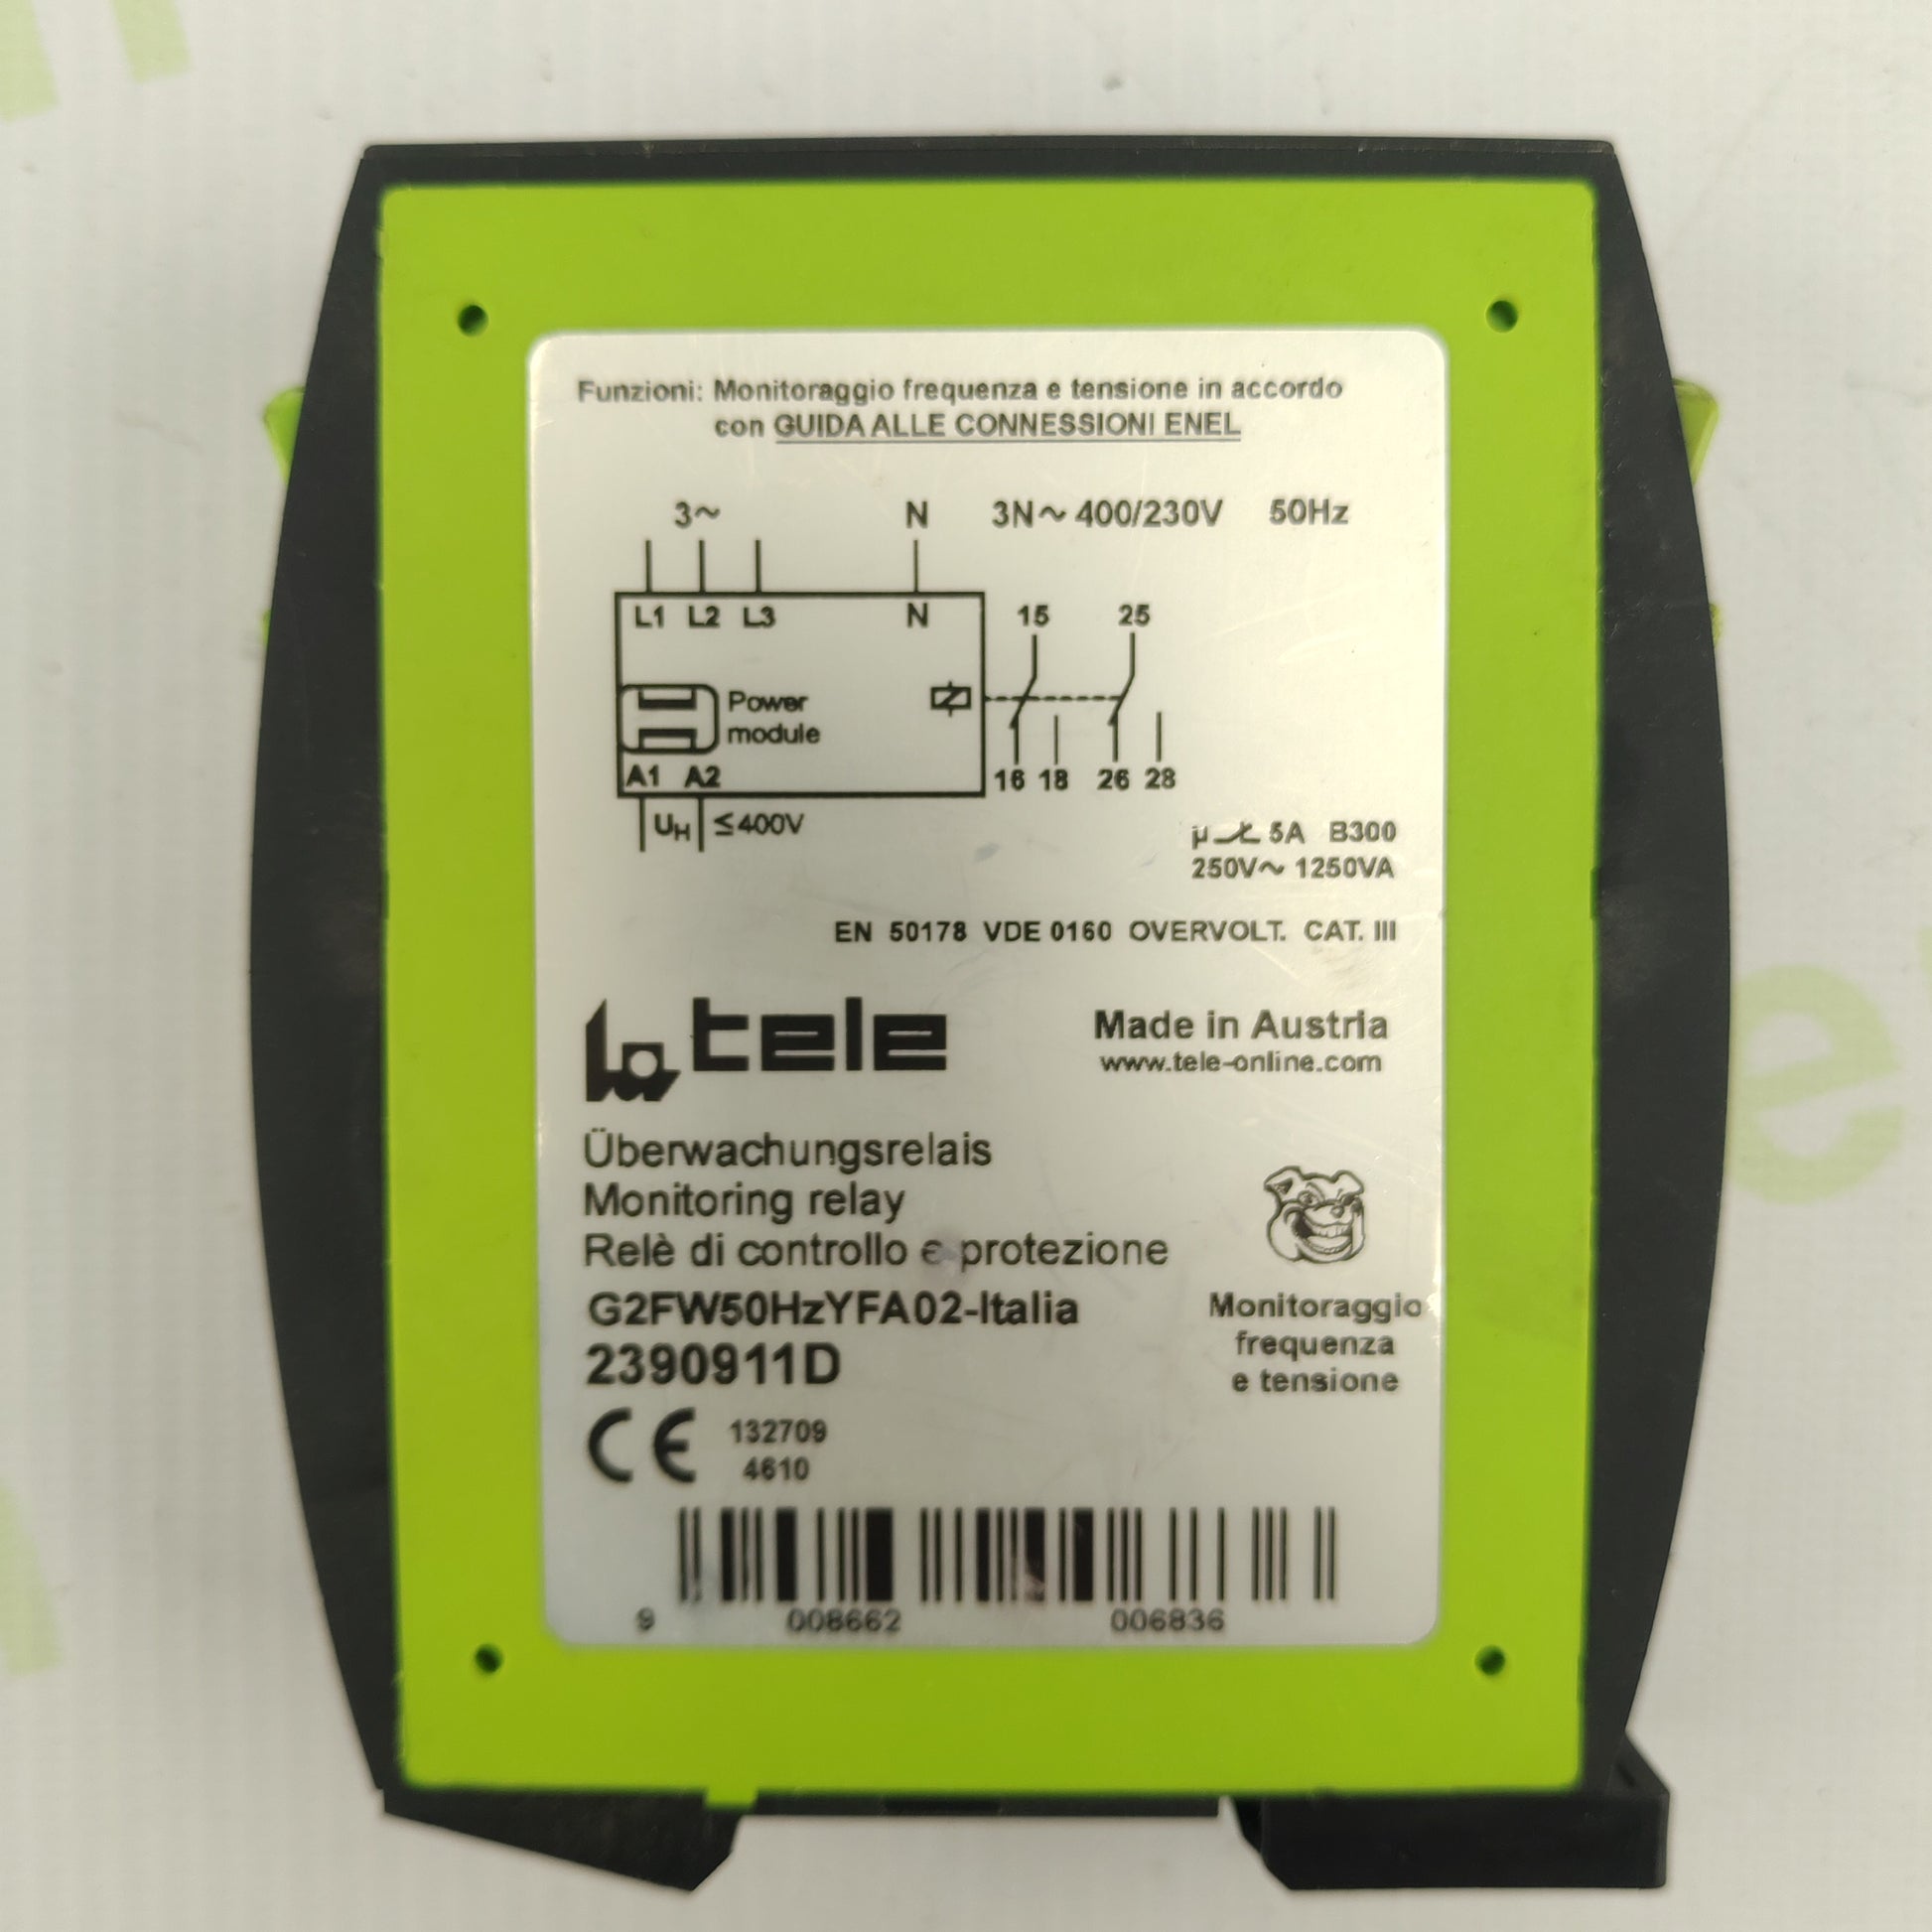 Funzioni: Monitoraggio frequenza e tensione in accordo
con GUIDA ALLE CONNESSIONI ENEL
3~ N 3N~ 400/230V 50Hz
L1 L2 L3 N 15 25
Power
module
A1 A2 16 18 26 28
UH ≤400V
µ 5A B300
250V~ 1250VA
EN 50178 VDE 0160 OVERVOLT. CAT. III
tele
Made in Austria
www.tele-online.com
Überwachungsrelais
Monitoring relay
Relè di controllo e protezione
G2FW50HzYFA02-Italia
2390911D
Monitoraggio
frequenza
e tensione
CE 132709
4610
9 008662 006836